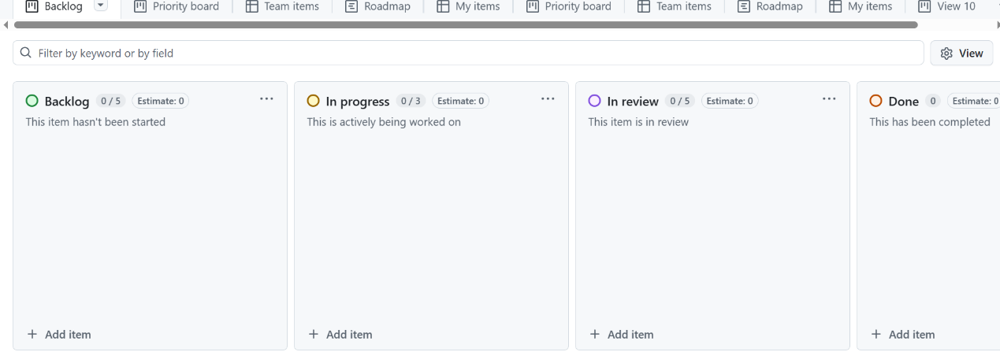 Backlog Priority board Team items Roadmap My items Priority board Team items Roadmap My items View 10
Filter by keyword or by field View
Backlog 0 / 5 Estimate: 0 ··· In progress 0 / 3 Estimate: 0 ··· In review 0 / 5 Estimate: 0 ··· Done 0 Estimate: 0
This item hasn't been started This is actively being worked on This item is in review This has been completed
+ Add item + Add item + Add item + Add item